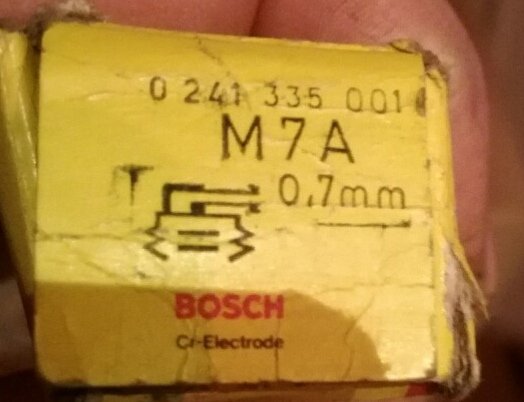 0 241 335 001
M7A
0,7mm
BOSCH
Cr-Electrode